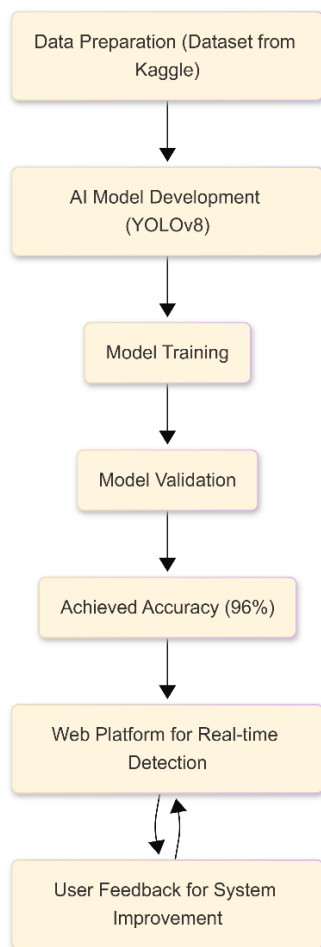 Data Preparation (Dataset from
Kaggle)
AI Model Development
(YOLOv8)
Model Training
Model Validation
Achieved Accuracy (96%)
Web Platform for Real-time
Detection
User Feedback for System
Improvement